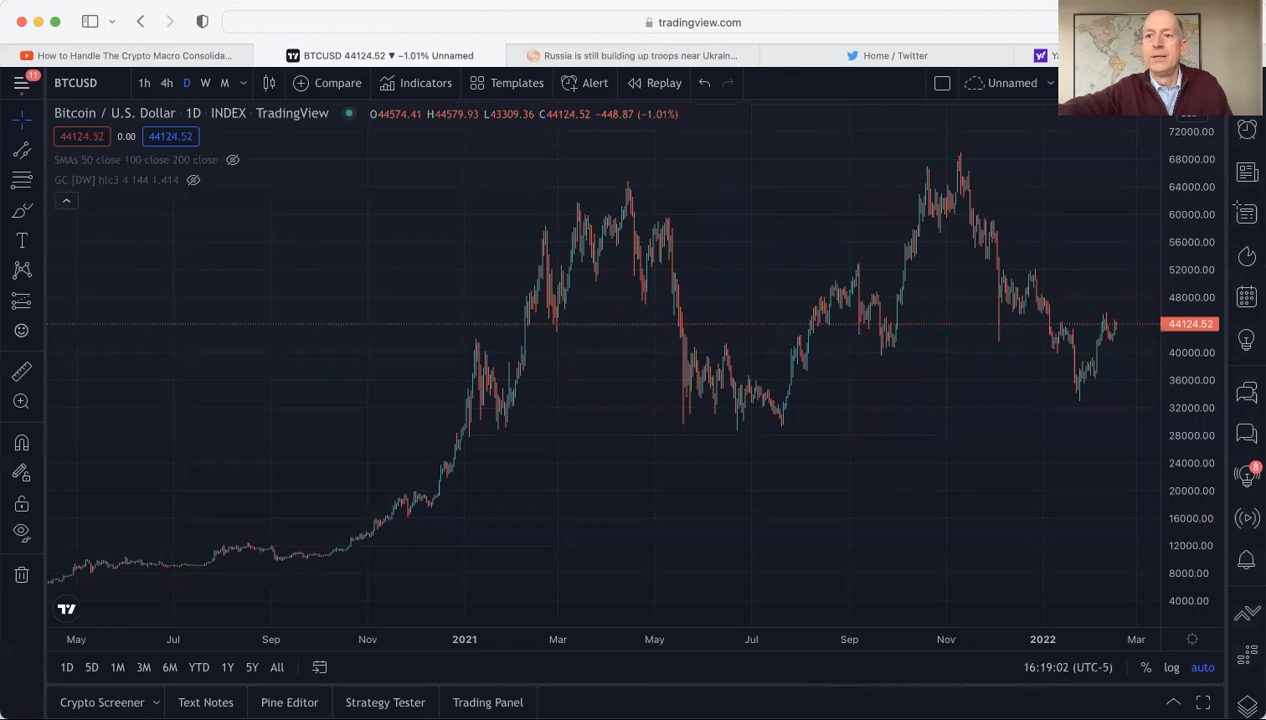 tradingview.com
How to Handle The Crypto Macro Consolida...
BTCUSD 44124.52 ▼ −1.01% Unnamed
Russia is still building up troops near Ukrain...
Home / Twitter
11
BTCUSD
1h 4h D W M
Compare
Indicators
Templates
Alert
Replay
Unnamed
Bitcoin / U.S. Dollar · 1D · INDEX · TradingView
O44574.41 H44579.93 L43309.36 C44124.52 −448.87 (−1.01%)
44124.52 0.00 44124.52
SMAs 50 close 100 close 200 close
GC [DW] hlc3 4 144 1.414
72000.00
68000.00
64000.00
60000.00
56000.00
52000.00
48000.00
44124.52
40000.00
36000.00
32000.00
28000.00
24000.00
20000.00
16000.00
12000.00
8000.00
4000.00
8
May Jul Sep Nov 2021 Mar May Jul Sep Nov 2022 Mar
1D 5D 1M 3M 6M YTD 1Y 5Y All
16:19:02 (UTC-5) % log auto
Crypto Screener Text Notes Pine Editor Strategy Tester Trading Panel